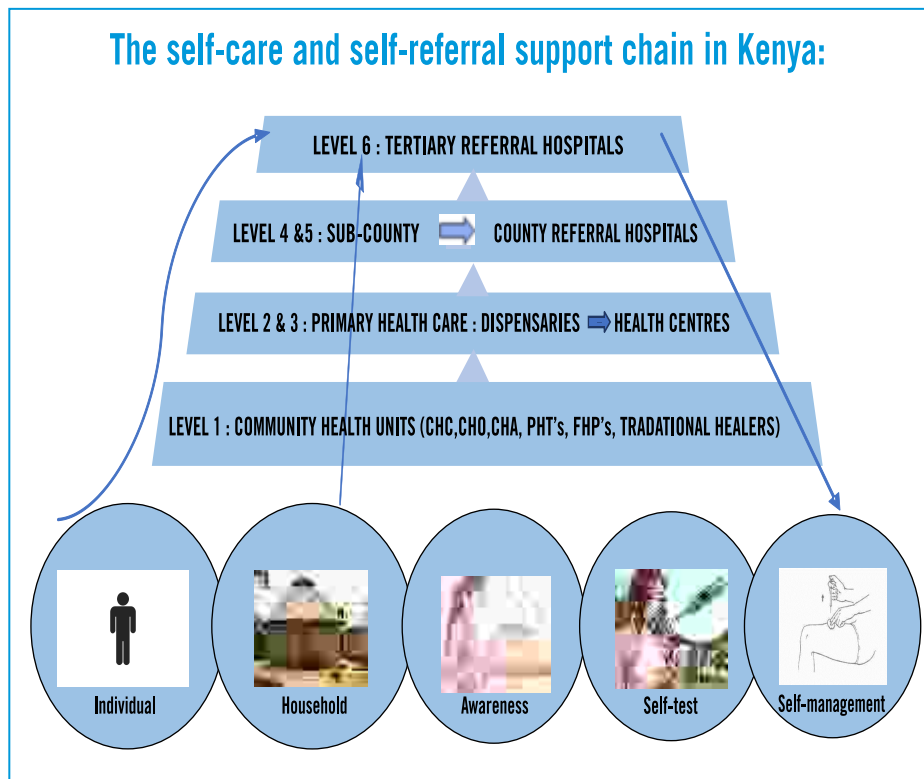 The self-care and self-referral support chain in Kenya:
LEVEL 6 : TERTIARY REFERRAL HOSPITALS
LEVEL 4 &5 : SUB-COUNTY COUNTY REFERRAL HOSPITALS
LEVEL 2 & 3 : PRIMARY HEALTH CARE : DISPENSARIES HEALTH CENTRES
LEVEL 1 : COMMUNITY HEALTH UNITS (CHC,CHO,CHA, PHT's, FHP's, TRADATIONAL HEALERS)
Individual
Household
Awareness
Self-test
Self-management